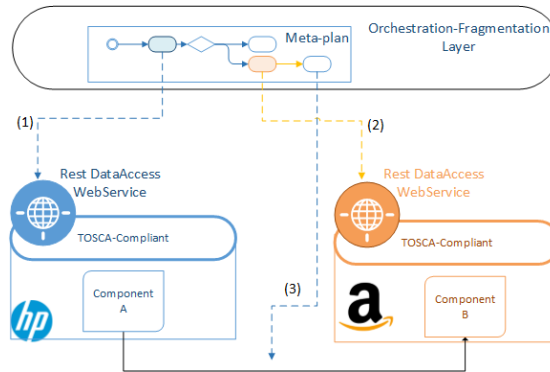 Orchestration-Fragmentation
Layer
Meta-plan
(1)
(2)
Rest DataAccess
WebService
Rest DataAccess
WebService
TOSCA-Compliant
TOSCA-Compliant
(3)
Component
A
Component
B
hp
a